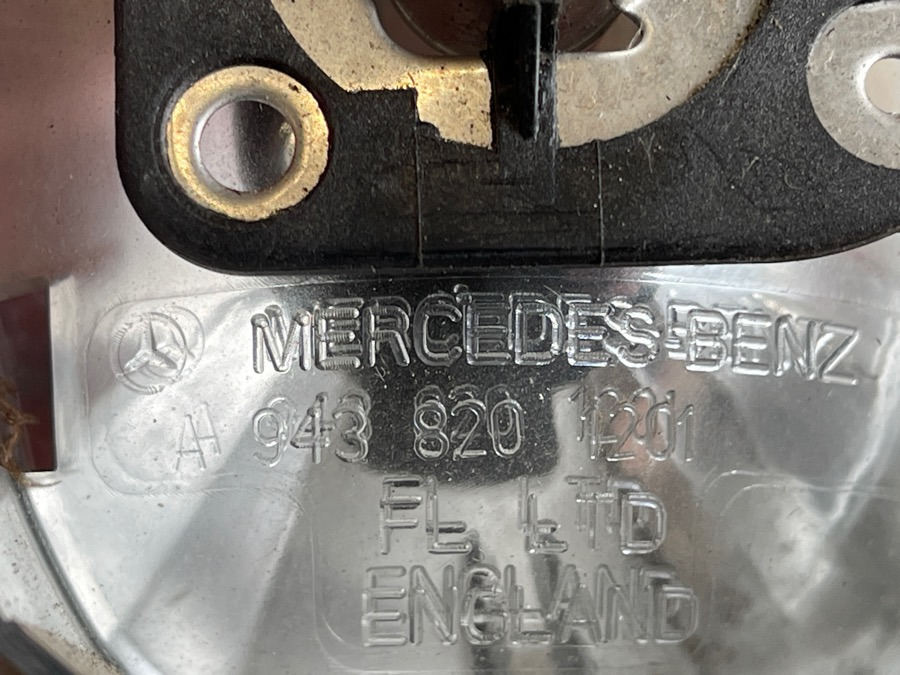 MERCEDES-BENZ
A 943 820 1201
FL LTD
ENGLAND